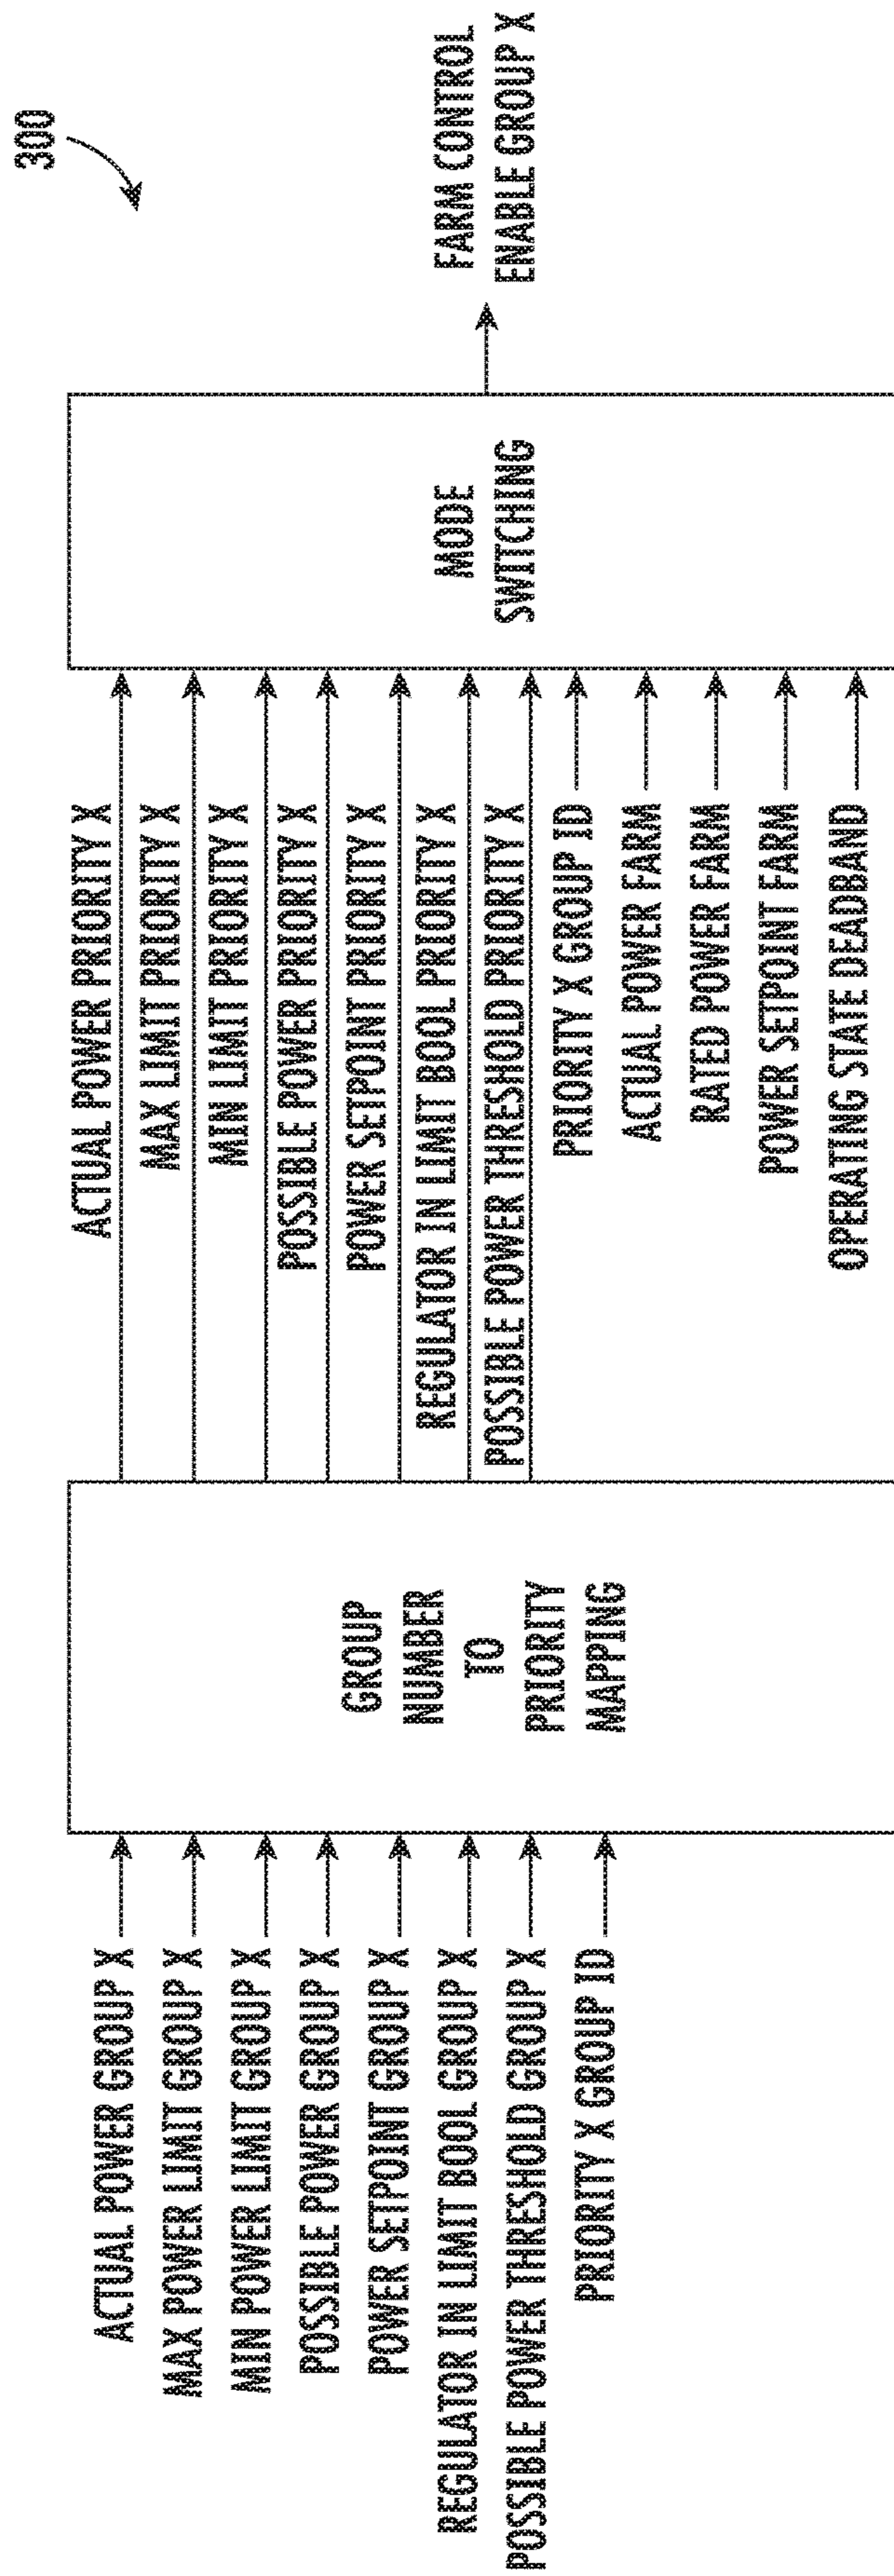 300
ACTUAL POWER GROUP X
MAX POWER LIMIT GROUP X
MIN POWER LIMIT GROUP X
POSSIBLE POWER GROUP X
POWER SETPOINT GROUP X
REGULATOR IN LIMIT BOOL GROUP X
POSSIBLE POWER THRESHOLD GROUP X
PRIORITY X GROUP ID
GROUP
NUMBER
TO
PRIORITY
MAPPING
ACTUAL POWER PRIORITY X
MAX LIMIT PRIORITY X
MIN LIMIT PRIORITY X
POSSIBLE POWER PRIORITY X
POWER SETPOINT PRIORITY X
REGULATOR IN LIMIT BOOL PRIORITY X
POSSIBLE POWER THRESHOLD PRIORITY X
PRIORITY X GROUP ID
ACTUAL POWER FARM
RATED POWER FARM
POWER SETPOINT FARM
OPERATING STATE DEADBAND
MODE
SWITCHING
FARM CONTROL
ENABLE GROUP X